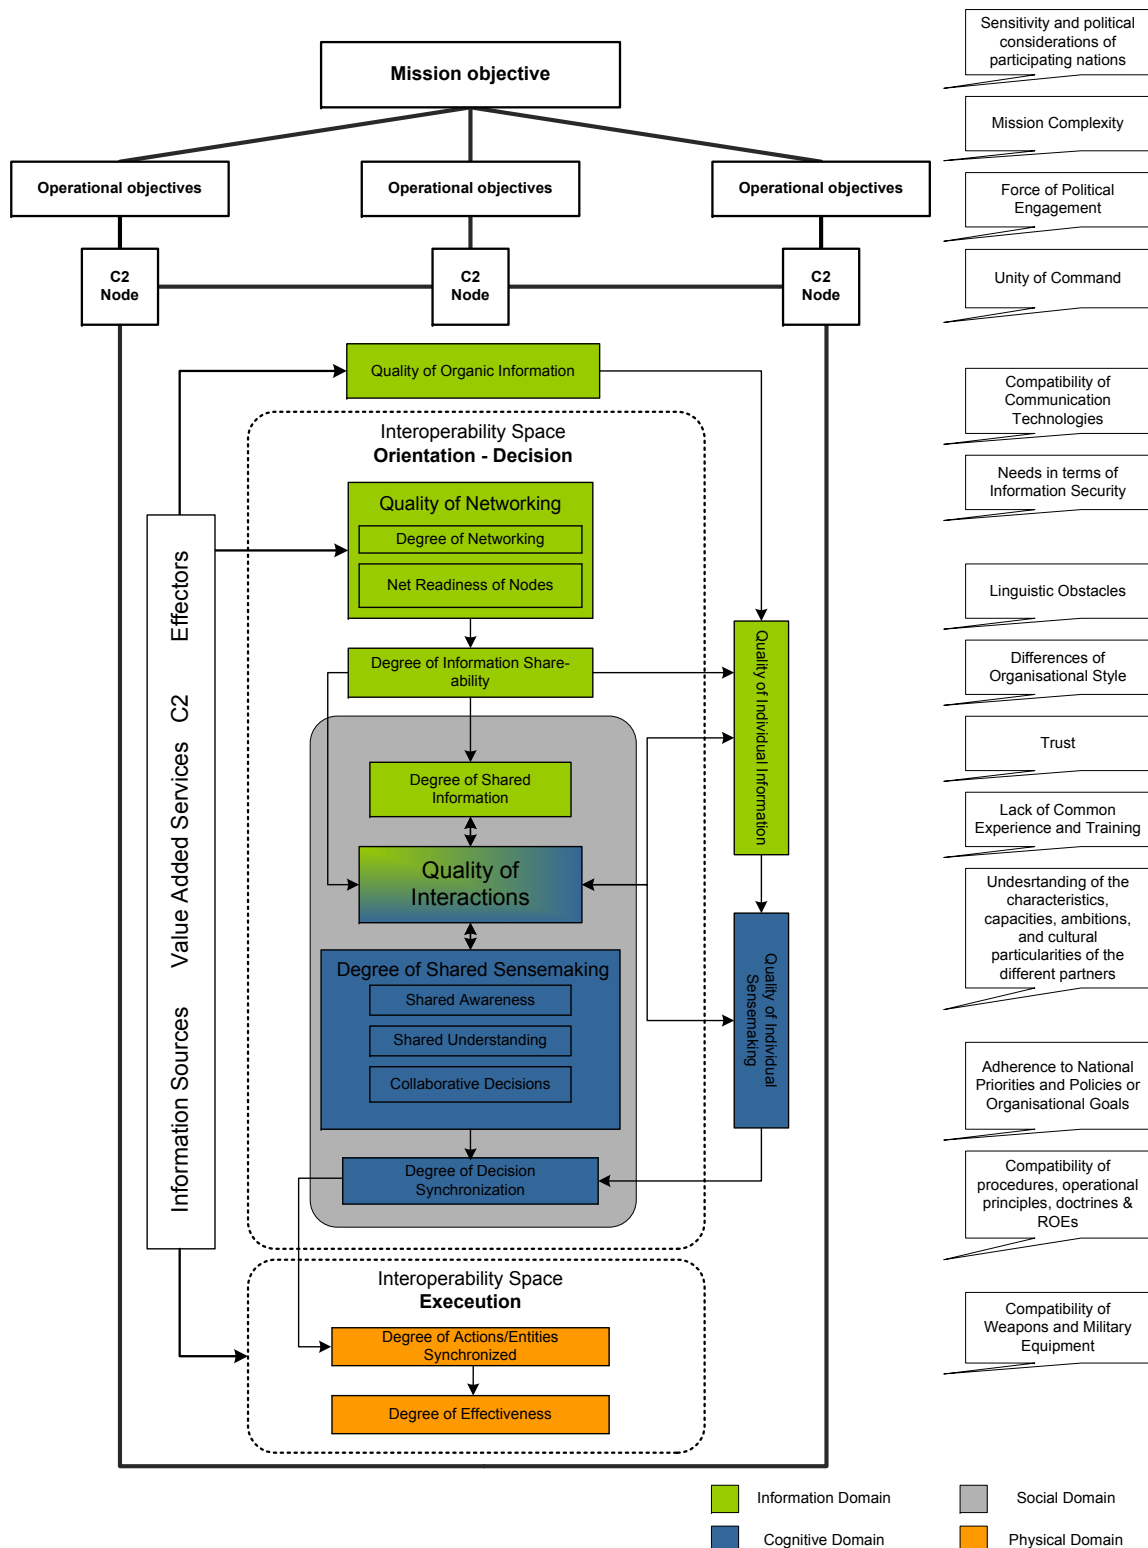 Mission objective
Operational objectives
Operational objectives
Operational objectives
C2
Node
C2
Node
C2
Node
Quality of Organic Information
Interoperability Space
Orientation - Decision
Quality of Networking
Degree of Networking
Net Readiness of Nodes
Degree of Information Share-
ability
Degree of Shared
Information
Quality of
Interactions
Degree of Shared Sensemaking
Shared Awareness
Shared Understanding
Collaborative Decisions
Degree of Decision
Synchronization
Quality of Individual Information
Quality of Individual
Sensemaking
Information Sources Value Added Services C2 Effectors
Interoperability Space
Execeution
Degree of Actions/Entities
Synchronized
Degree of Effectiveness
Sensitivity and political
considerations of
participating nations
Mission Complexity
Force of Political
Engagement
Unity of Command
Compatibility of
Communication
Technologies
Needs in terms of
Information Security
Linguistic Obstacles
Differences of
Organisational Style
Trust
Lack of Common
Experience and Training
Undesrtanding of the
characteristics,
capacities, ambitions,
and cultural
particularities of the
different partners
Adherence to National
Priorities and Policies or
Organisational Goals
Compatibility of
procedures, operational
principles, doctrines &
ROEs
Compatibility of
Weapons and Military
Equipment
Information Domain
Social Domain
Cognitive Domain
Physical Domain